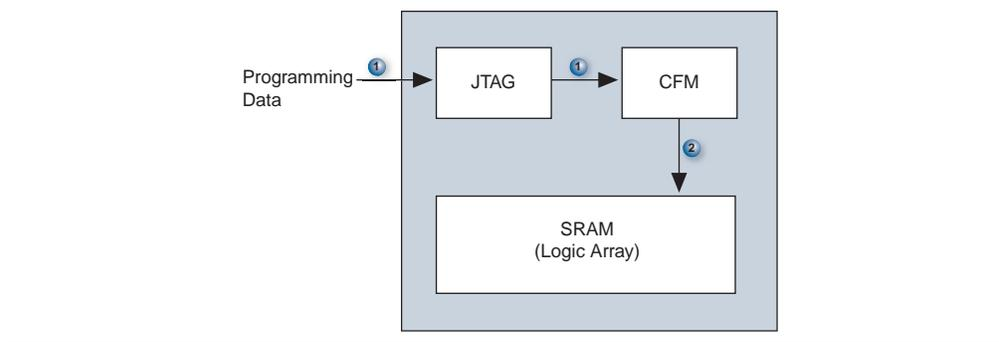 1
1
Programming
Data
JTAG
CFM
2
SRAM
(Logic Array)